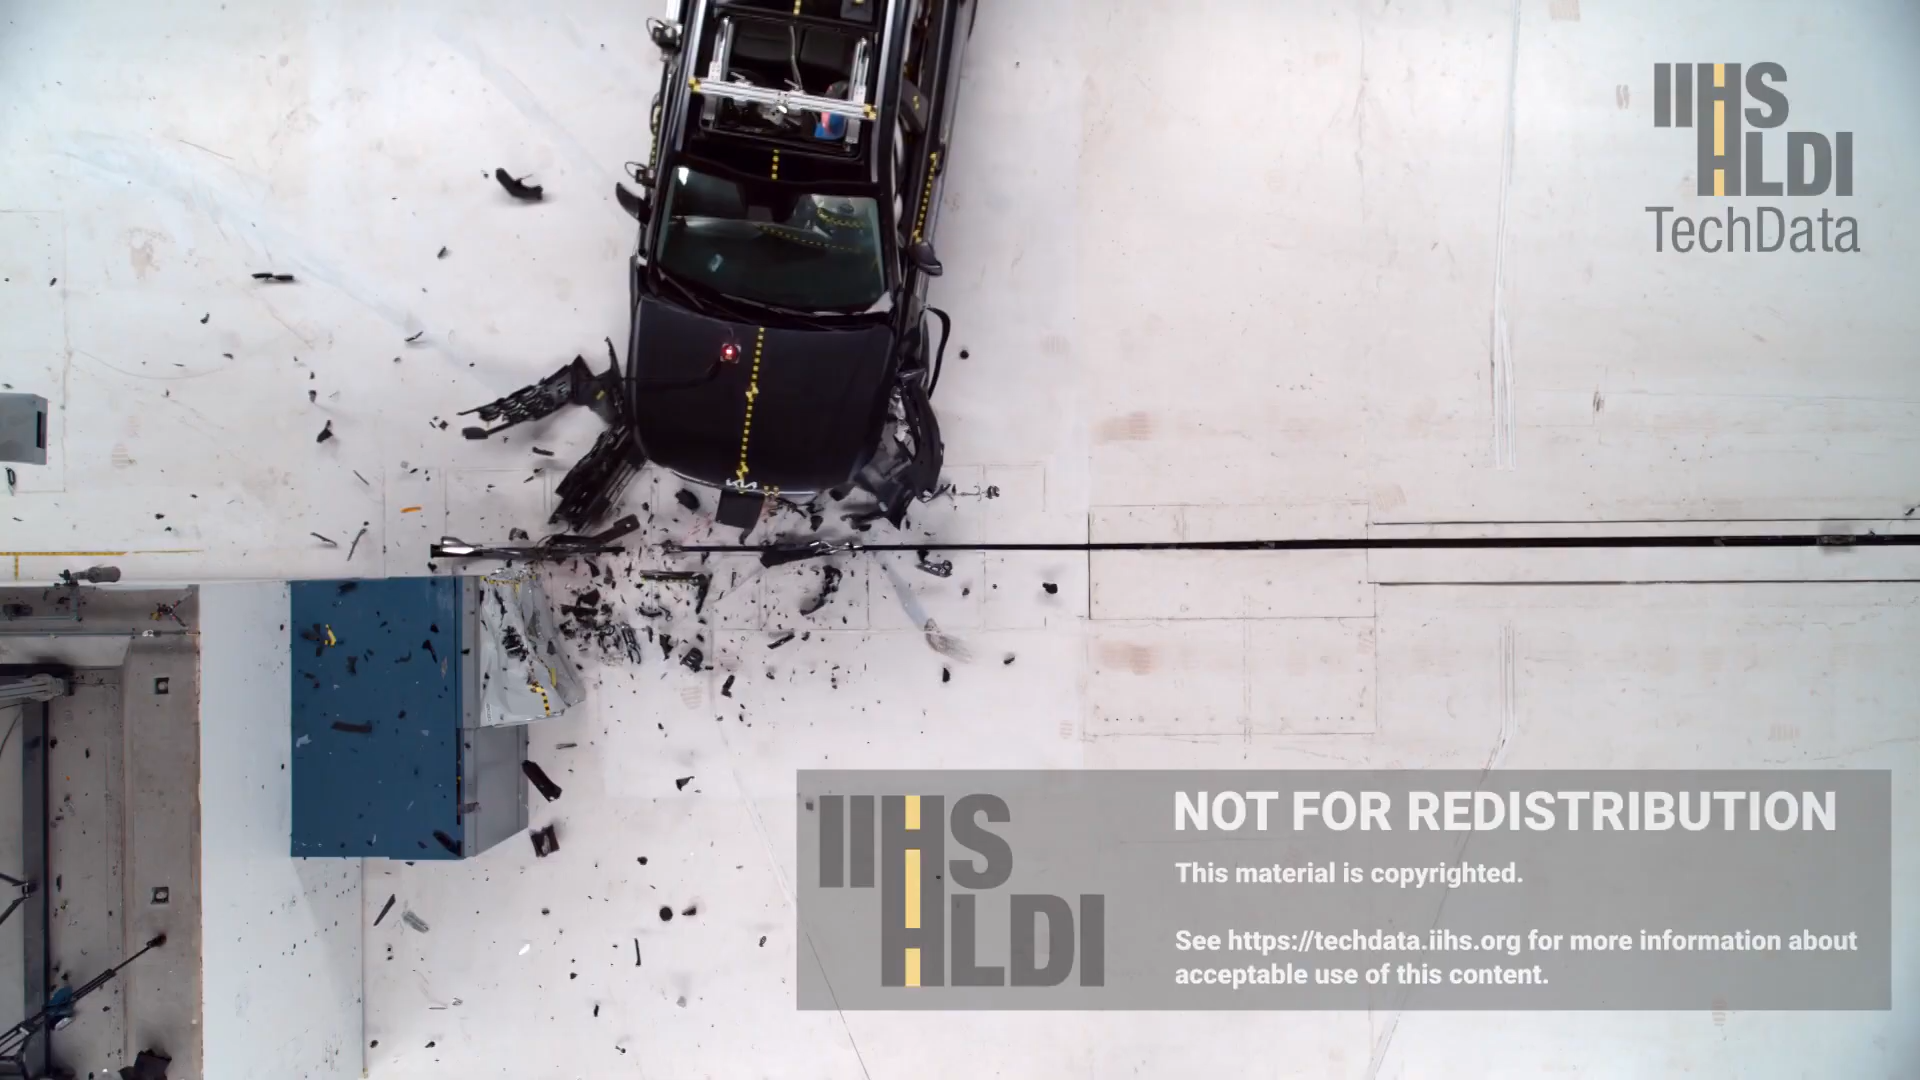 IIHS
HLDI
TechData
IIHS
HLDI
NOT FOR REDISTRIBUTION
This material is copyrighted.
See https://techdata.iihs.org for more information about
acceptable use of this content.